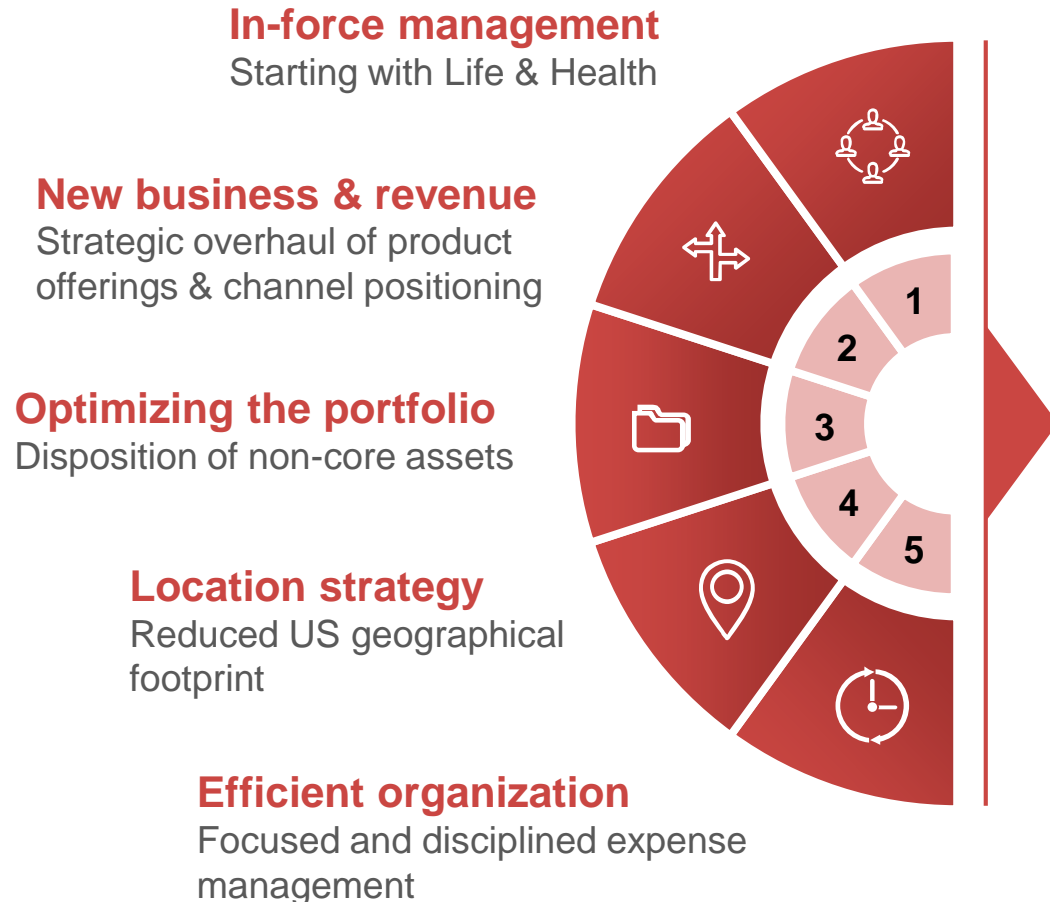 In-force management
Starting with Life & Health
1
New business & revenue
Strategic overhaul of product
offerings & channel positioning
2
Optimizing the portfolio
Disposition of non-core assets
3
Location strategy
Reduced US geographical
footprint
4
Efficient organization
Focused and disciplined expense
management
5